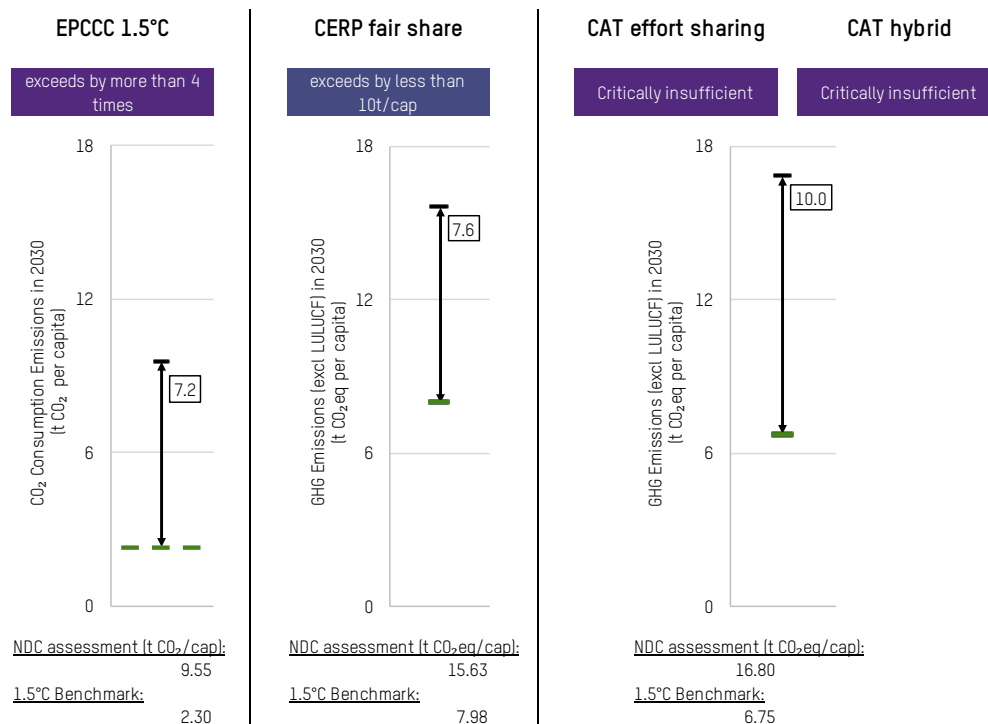 EPCCC 1.5°C
exceeds by more than 4
times
18
12
6
0
CO₂ Consumption Emissions in 2030
(t CO₂ per capita)
7.2
NDC assessment (t CO₂/cap):
9.55
1.5°C Benchmark:
2.30
CERP fair share
exceeds by less than
10t/cap
18
12
6
0
GHG Emissions (excl LULUCF) in 2030
(t CO₂eq per capita)
7.6
NDC assessment (t CO₂eq/cap):
15.63
1.5°C Benchmark:
7.98
CAT effort sharing
CAT hybrid
Critically insufficient
Critically insufficient
18
12
6
0
GHG Emissions (excl LULUCF) in 2030
(t CO₂eq per capita)
10.0
NDC assessment (t CO₂eq/cap):
16.80
1.5°C Benchmark:
6.75